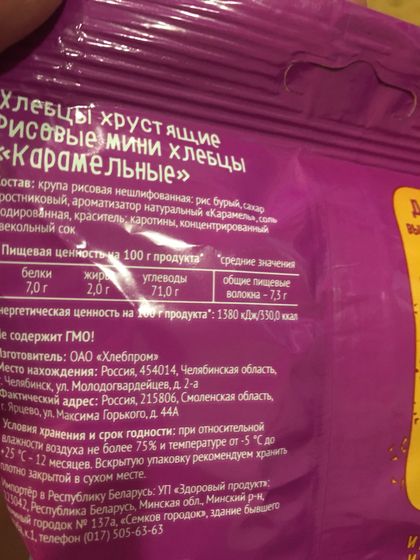 Хлебцы хрустящие
Рисовые мини хлебцы
«Карамельные»
Состав: крупа рисовая нешлифованная: рис бурый, сахар
тростниковый, ароматизатор натуральный «Карамель», соль
йодированная, краситель: каротины, концентрированный
свекольный сок
Пищевая ценность на 100 г продукта* *средние значения
белки жиры углеводы общие пищевые
7,0 г 2,0 г 71,0 г волокна – 7,3 г
Энергетическая ценность на 100 г продукта*: 1380 кДж/330,0 ккал
Не содержит ГМО!
Изготовитель: ОАО «Хлебпром»
Место нахождения: Россия, 454014, Челябинская область,
г. Челябинск, ул. Молодогвардейцев, д. 2-а
Фактический адрес: Россия, 215806, Смоленская область,
г. Ярцево, ул. Максима Горького, д. 44А
Условия хранения и срок годности: при относительной
влажности воздуха не более 75% и температуре от -5 °С до
+25 °С - 12 месяцев. Вскрытую упаковку рекомендуем хранить
плотно закрытой в сухом месте.
Импортёр в Республику Беларусь: УП «Здоровый продукт»:
223042, Республика Беларусь, Минская обл., Минский р-н,
городок № 137а, «Семков городок», здание бывшего
к.1, телефон (017) 505-63-63